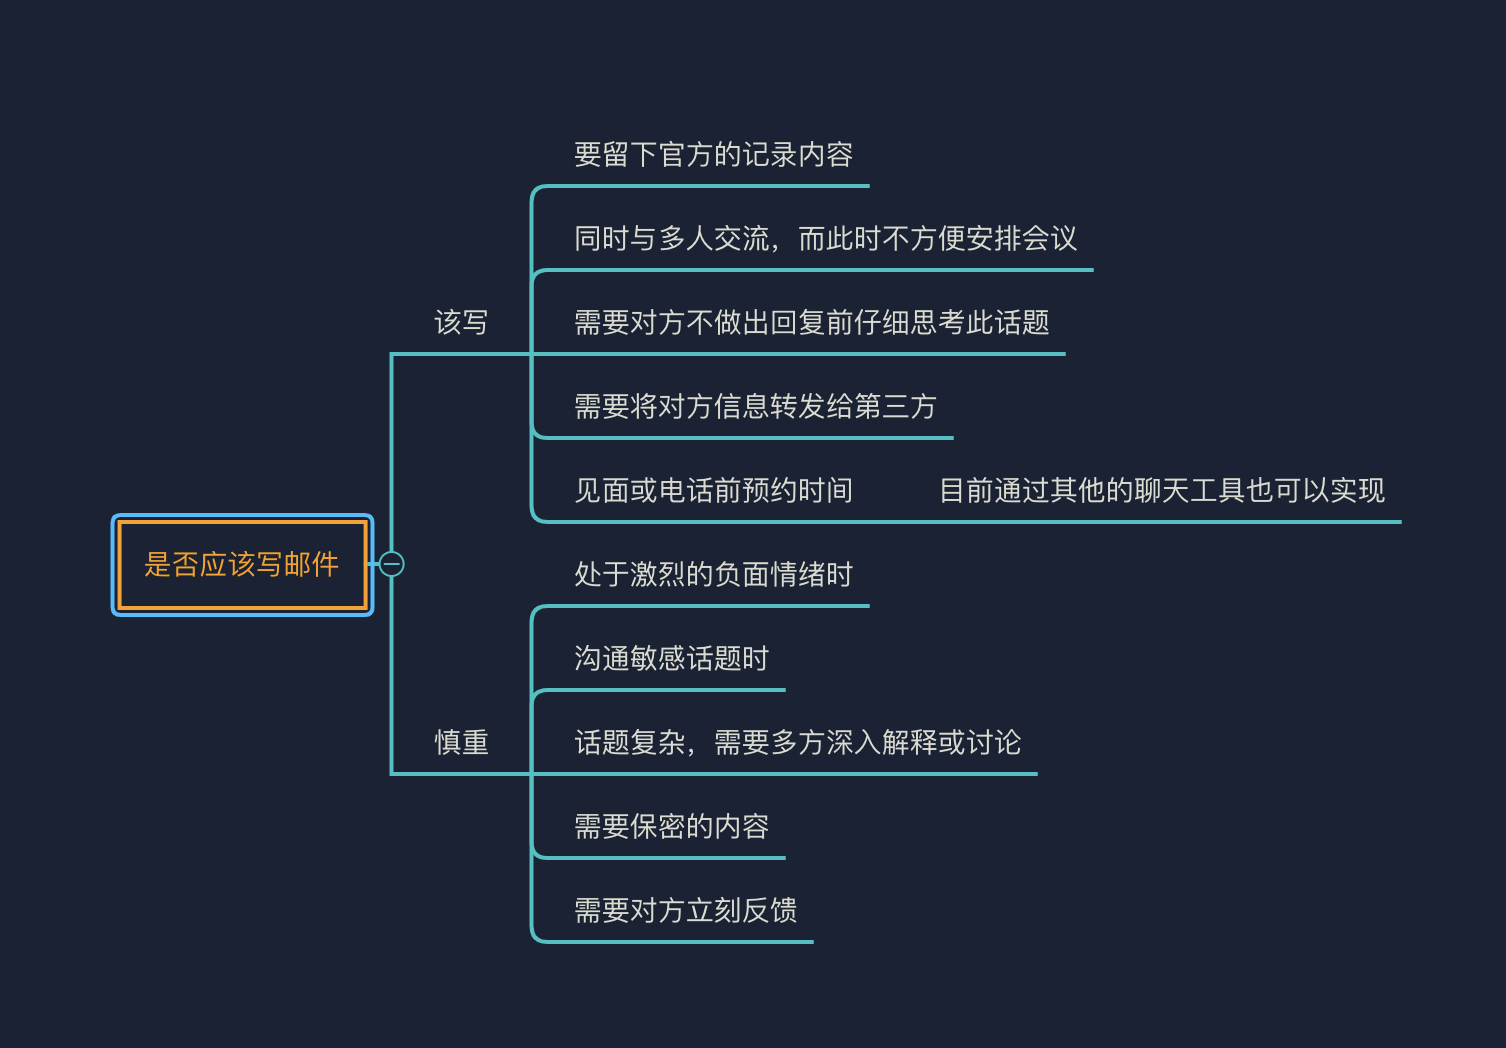 是否应该写邮件
该写
要留下官方的记录内容
同时与多人交流，而此时不方便安排会议
需要对方不做出回复前仔细思考此话题
需要将对方信息转发给第三方
见面或电话前预约时间
目前通过其他的聊天工具也可以实现
慎重
处于激烈的负面情绪时
沟通敏感话题时
话题复杂，需要多方深入解释或讨论
需要保密的内容
需要对方立刻反馈